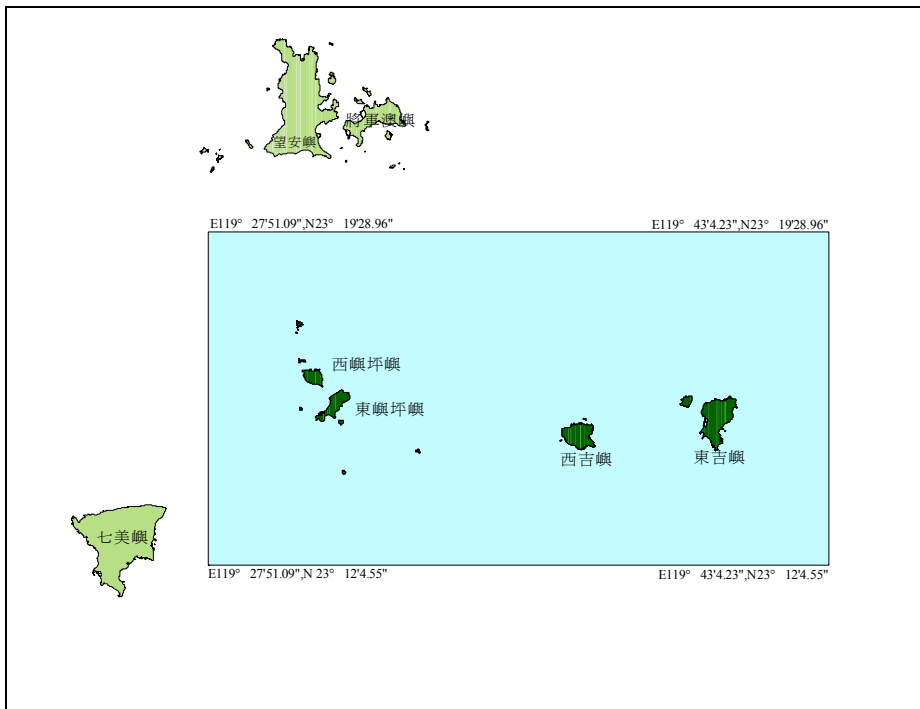 將軍澳嶼
望安嶼
E119° 27'51.09",N23° 19'28.96"
E119° 43'4.23",N23° 19'28.96"
西嶼坪嶼
東嶼坪嶼
西吉嶼
東吉嶼
七美嶼
E119° 27'51.09",N 23° 12'4.55"
E119° 43'4.23",N23° 12'4.55"